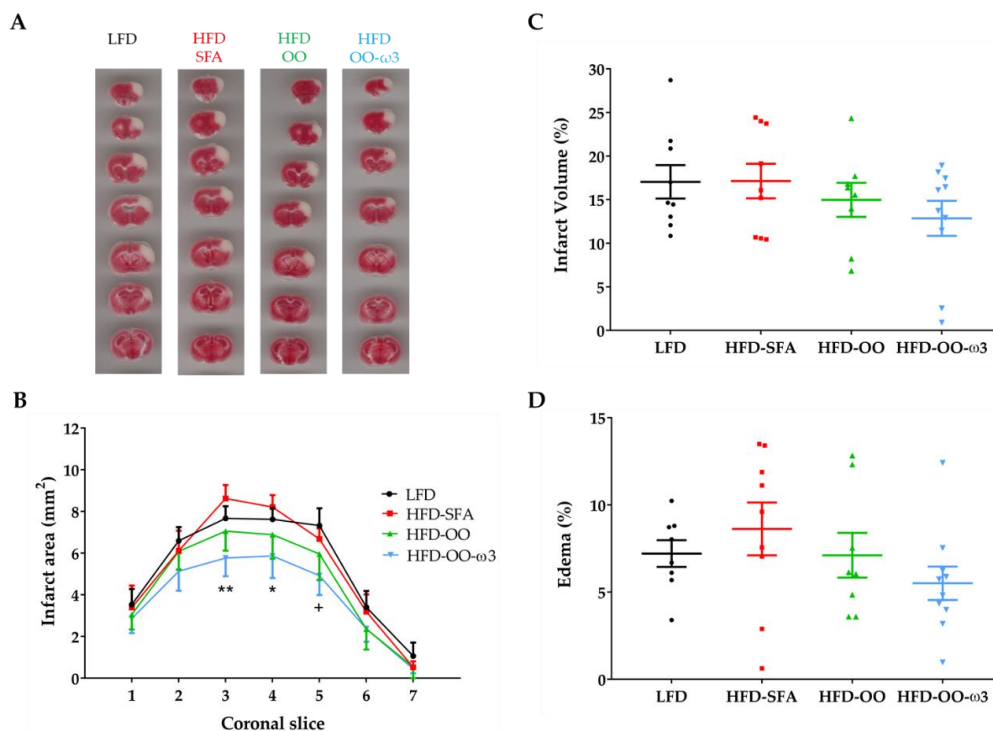 A
LFD
HFD
SFA
HFD
OO
HFD
OO-ω3
B
12
10
8
6
4
2
0
Infarct area (mm²)
LFD
HFD-SFA
HFD-OO
HFD-OO-ω3
**
*
+
1 2 3 4 5 6 7
Coronal slice
C
30
25
20
15
10
5
0
Infarct Volume (%)
LFD HFD-SFA HFD-OO HFD-OO-ω3
D
15
10
5
0
Edema (%)
LFD HFD-SFA HFD-OO HFD-OO-ω3